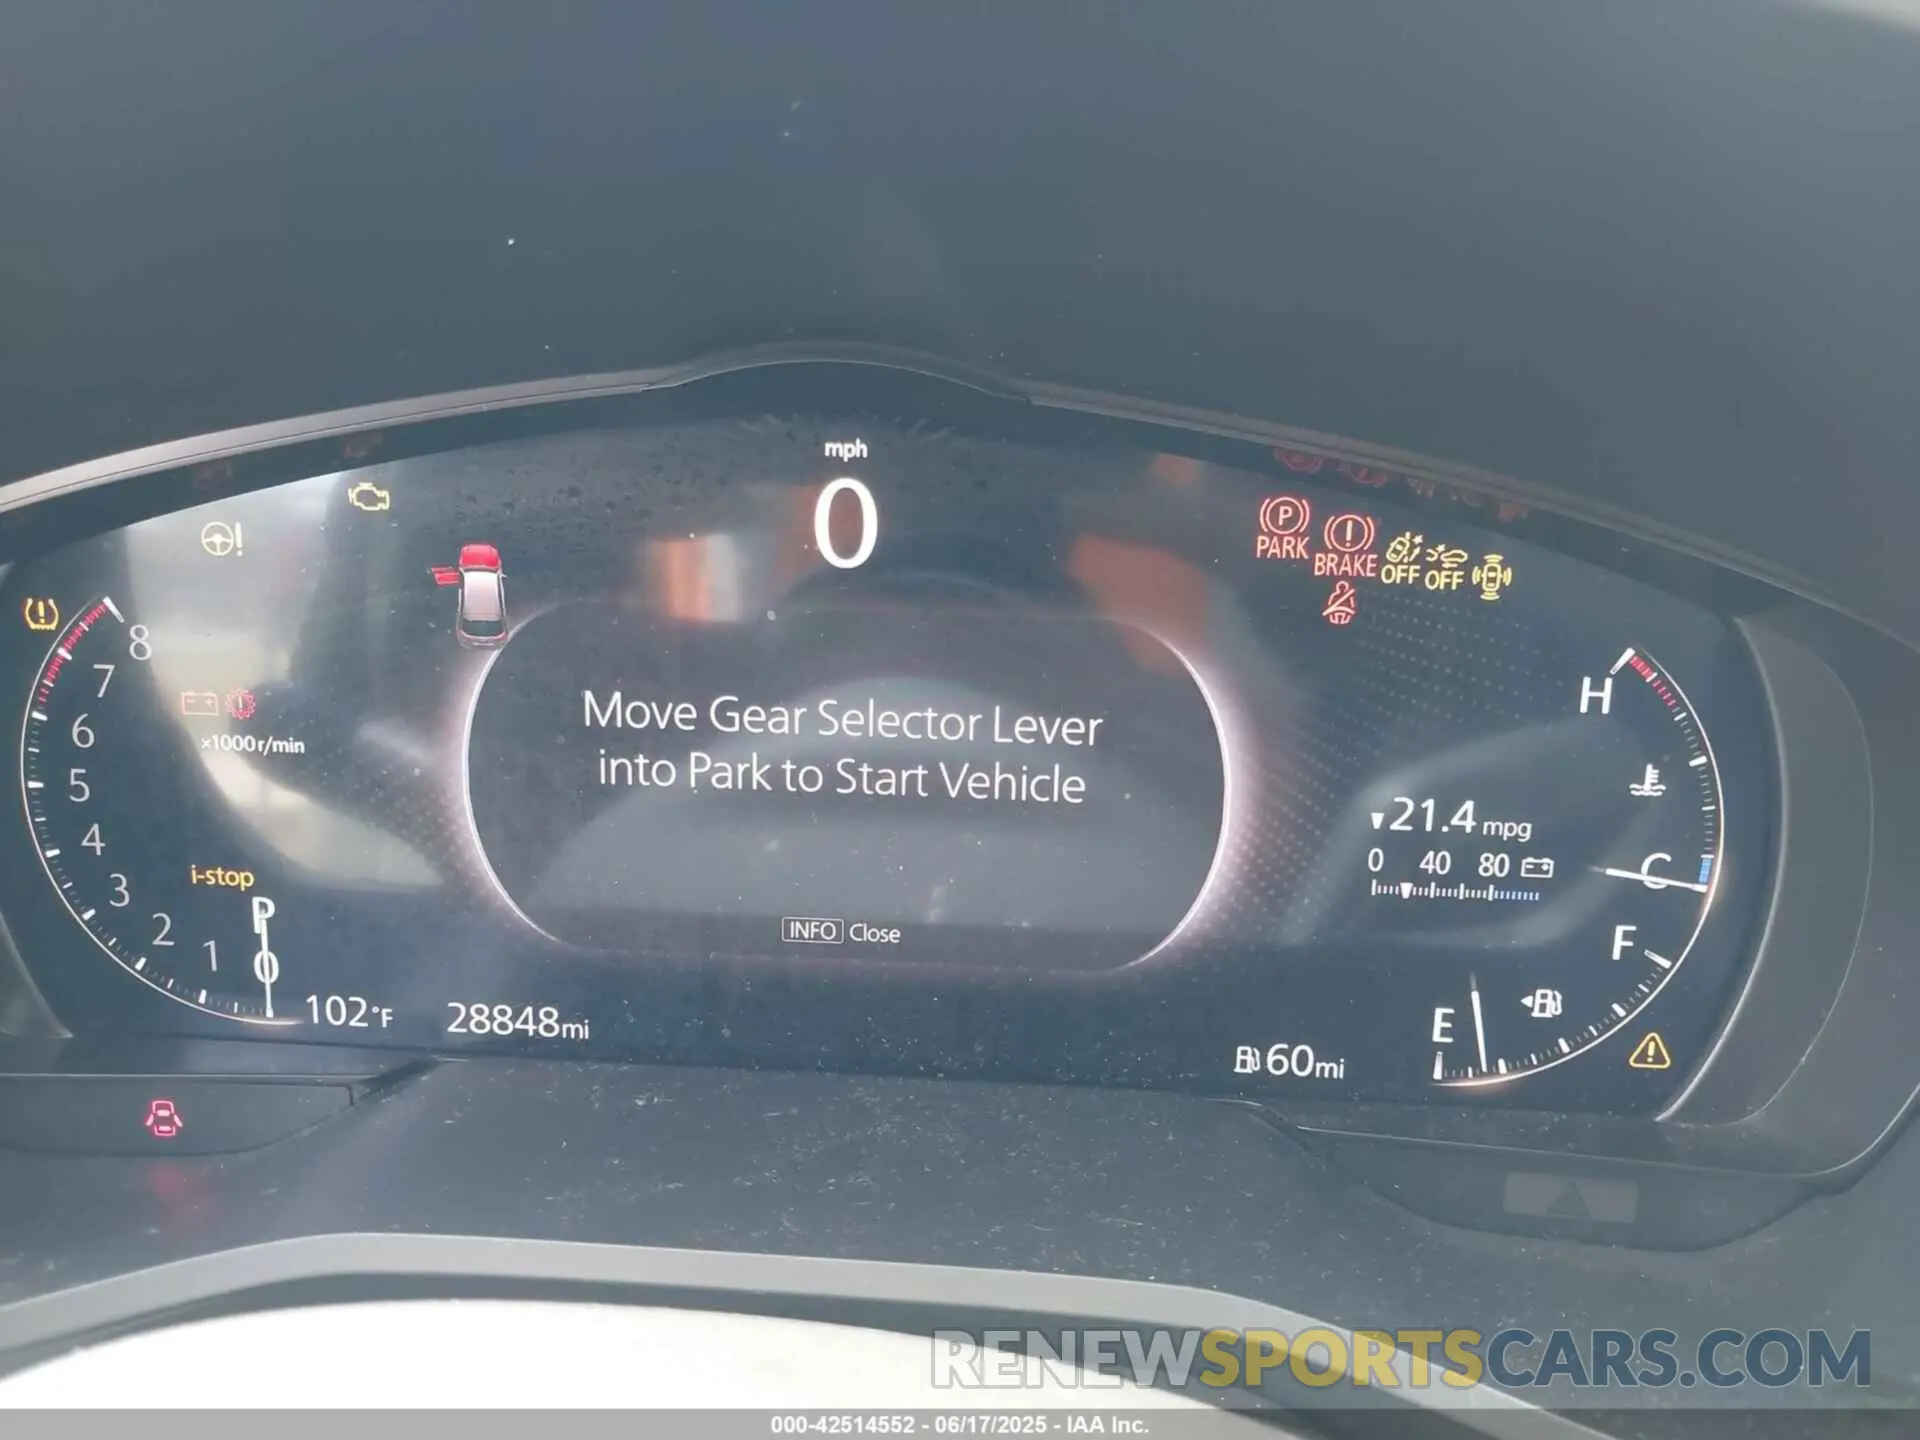 mph
0
PARK
BRAKE
OFF
OFF
8
7
6
5
4
3
2
1
0
×1000 r/min
i-stop
P
Move Gear Selector Lever
into Park to Start Vehicle
INFO Close
H
C
21.4 mpg
0 40 80
F
E
102°F
28848mi
60mi
RENEWSPORTSCARS.COM
000-42514552 - 06/17/2025 - IAA Inc.